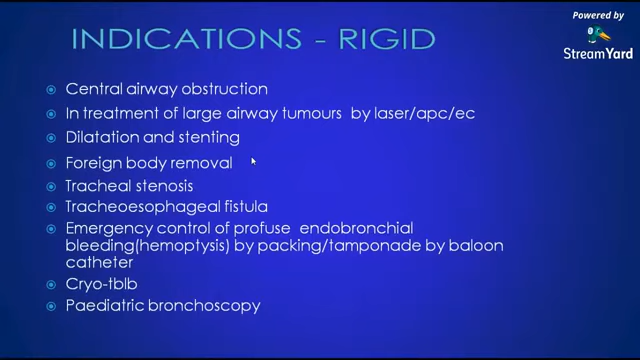 INDICATIONS - RIGID
Powered by
StreamYard
Central airway obstruction
In treatment of large airway tumours by laser/apc/ec
Dilatation and stenting
Foreign body removal
Tracheal stenosis
Tracheoesophageal fistula
Emergency control of profuse endobronchial
bleeding(hemoptysis) by packing/tamponade by baloon
catheter
Cryo-tblb
Paediatric bronchoscopy